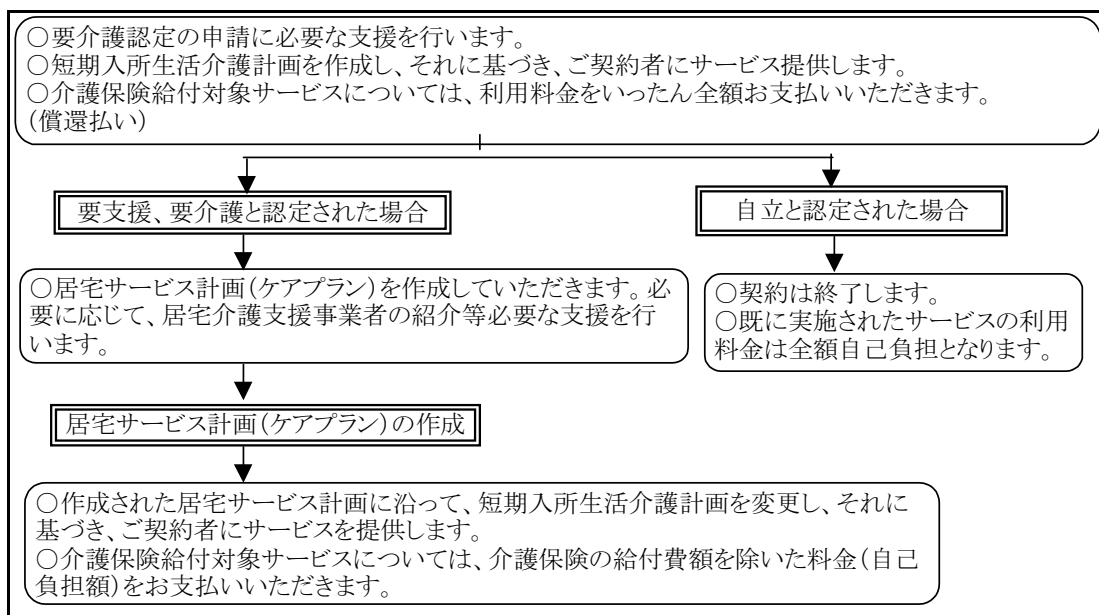 ○要介護認定の申請に必要な支援を行います。
○短期入所生活介護計画を作成し、それに基づき、ご契約者にサービス提供します。
○介護保険給付対象サービスについては、利用料金をいったん全額お支払いいただきます。
(償還払い)
要支援、要介護と認定された場合
自立と認定された場合
○居宅サービス計画(ケアプラン)を作成していただきます。必
要に応じて、居宅介護支援事業者の紹介等必要な支援を行
います。
○契約は終了します。
○既に実施されたサービスの利用
料金は全額自己負担となります。
居宅サービス計画(ケアプラン)の作成
○作成された居宅サービス計画に沿って、短期入所生活介護計画を変更し、それに
基づき、ご契約者にサービスを提供します。
○介護保険給付対象サービスについては、介護保険の給付費額を除いた料金(自己
負担額)をお支払いいただきます。